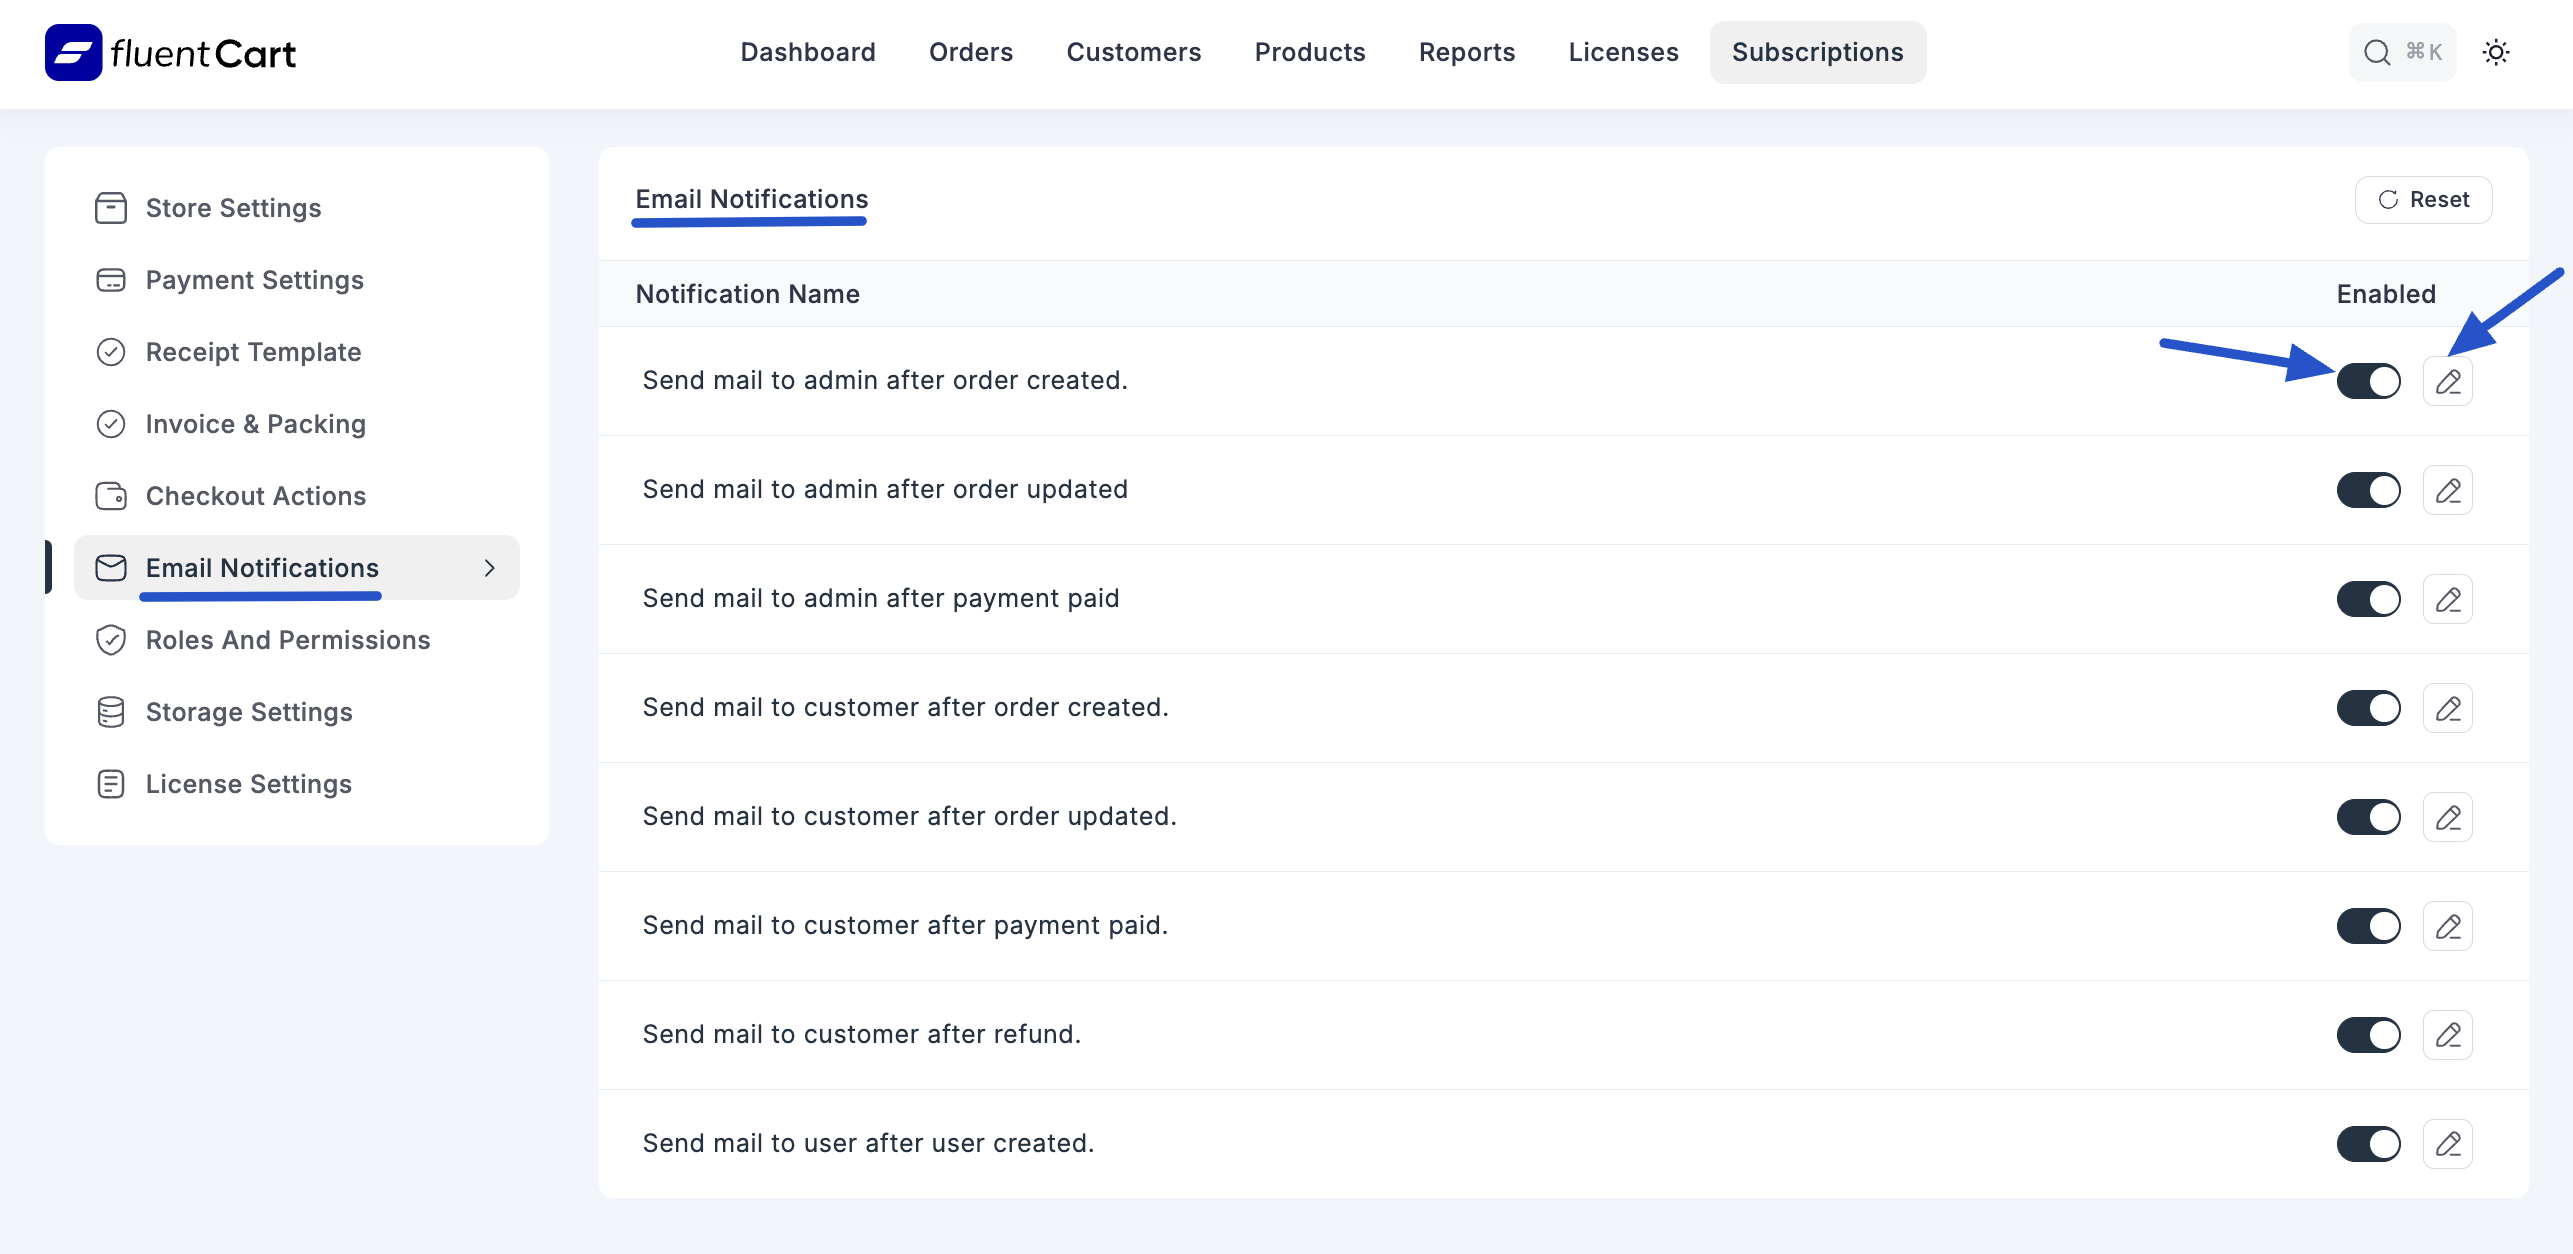 fluentCart
Dashboard Orders Customers Products Reports Licenses Subscriptions
⌘K
Store Settings
Payment Settings
Receipt Template
Invoice & Packing
Checkout Actions
Email Notifications
Roles And Permissions
Storage Settings
License Settings
Email Notifications
Reset
Notification Name
Enabled
Send mail to admin after order created.
Send mail to admin after order updated
Send mail to admin after payment paid
Send mail to customer after order created.
Send mail to customer after order updated.
Send mail to customer after payment paid.
Send mail to customer after refund.
Send mail to user after user created.